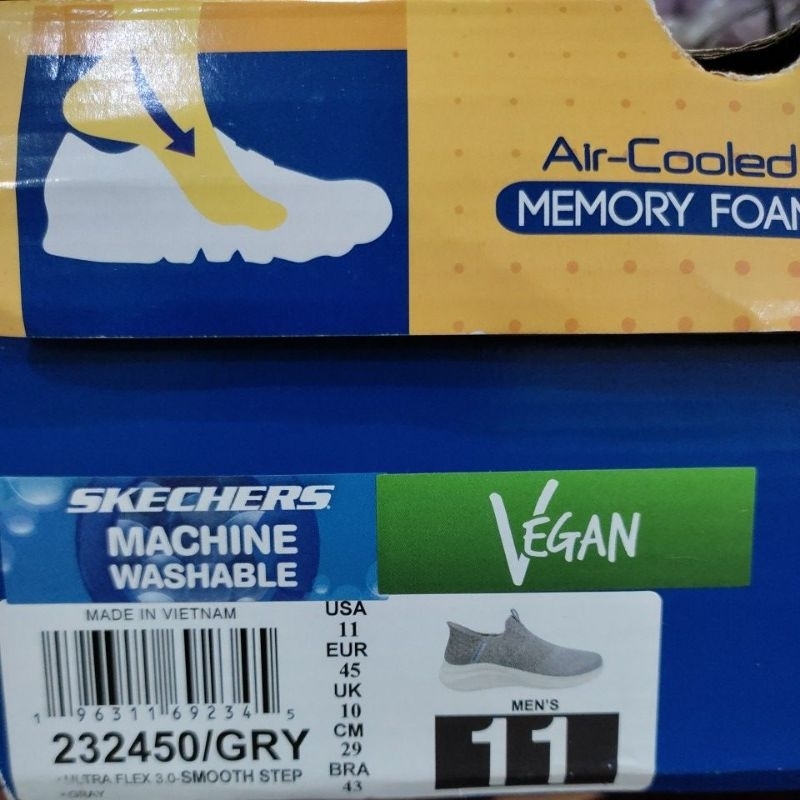 Air-Cooled
MEMORY FOAM
SKECHERS
MACHINE
WASHABLE
VEGAN
MADE IN VIETNAM
USA
11
EUR
45
UK
10
CM
29
BRA
43
1 96311 69234 5
232450/GRY
ULTRA FLEX 3.0-SMOOTH STEP
GRAY
MEN'S
11